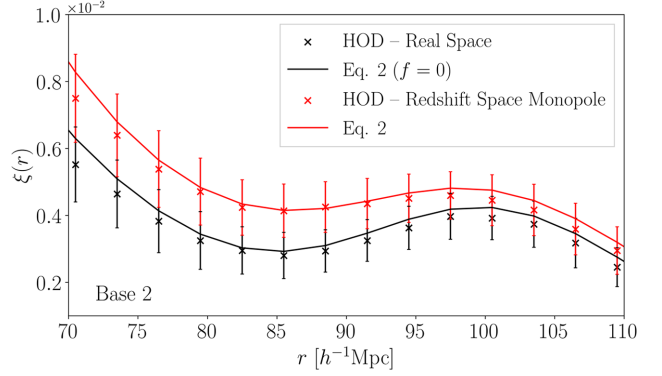 ×10⁻²
1.0
0.8
0.6
0.4
0.2
ξ(r)
HOD – Real Space
Eq. 2 (f = 0)
HOD – Redshift Space Monopole
Eq. 2
Base 2
70 75 80 85 90 95 100 105 110
r [h⁻¹Mpc]